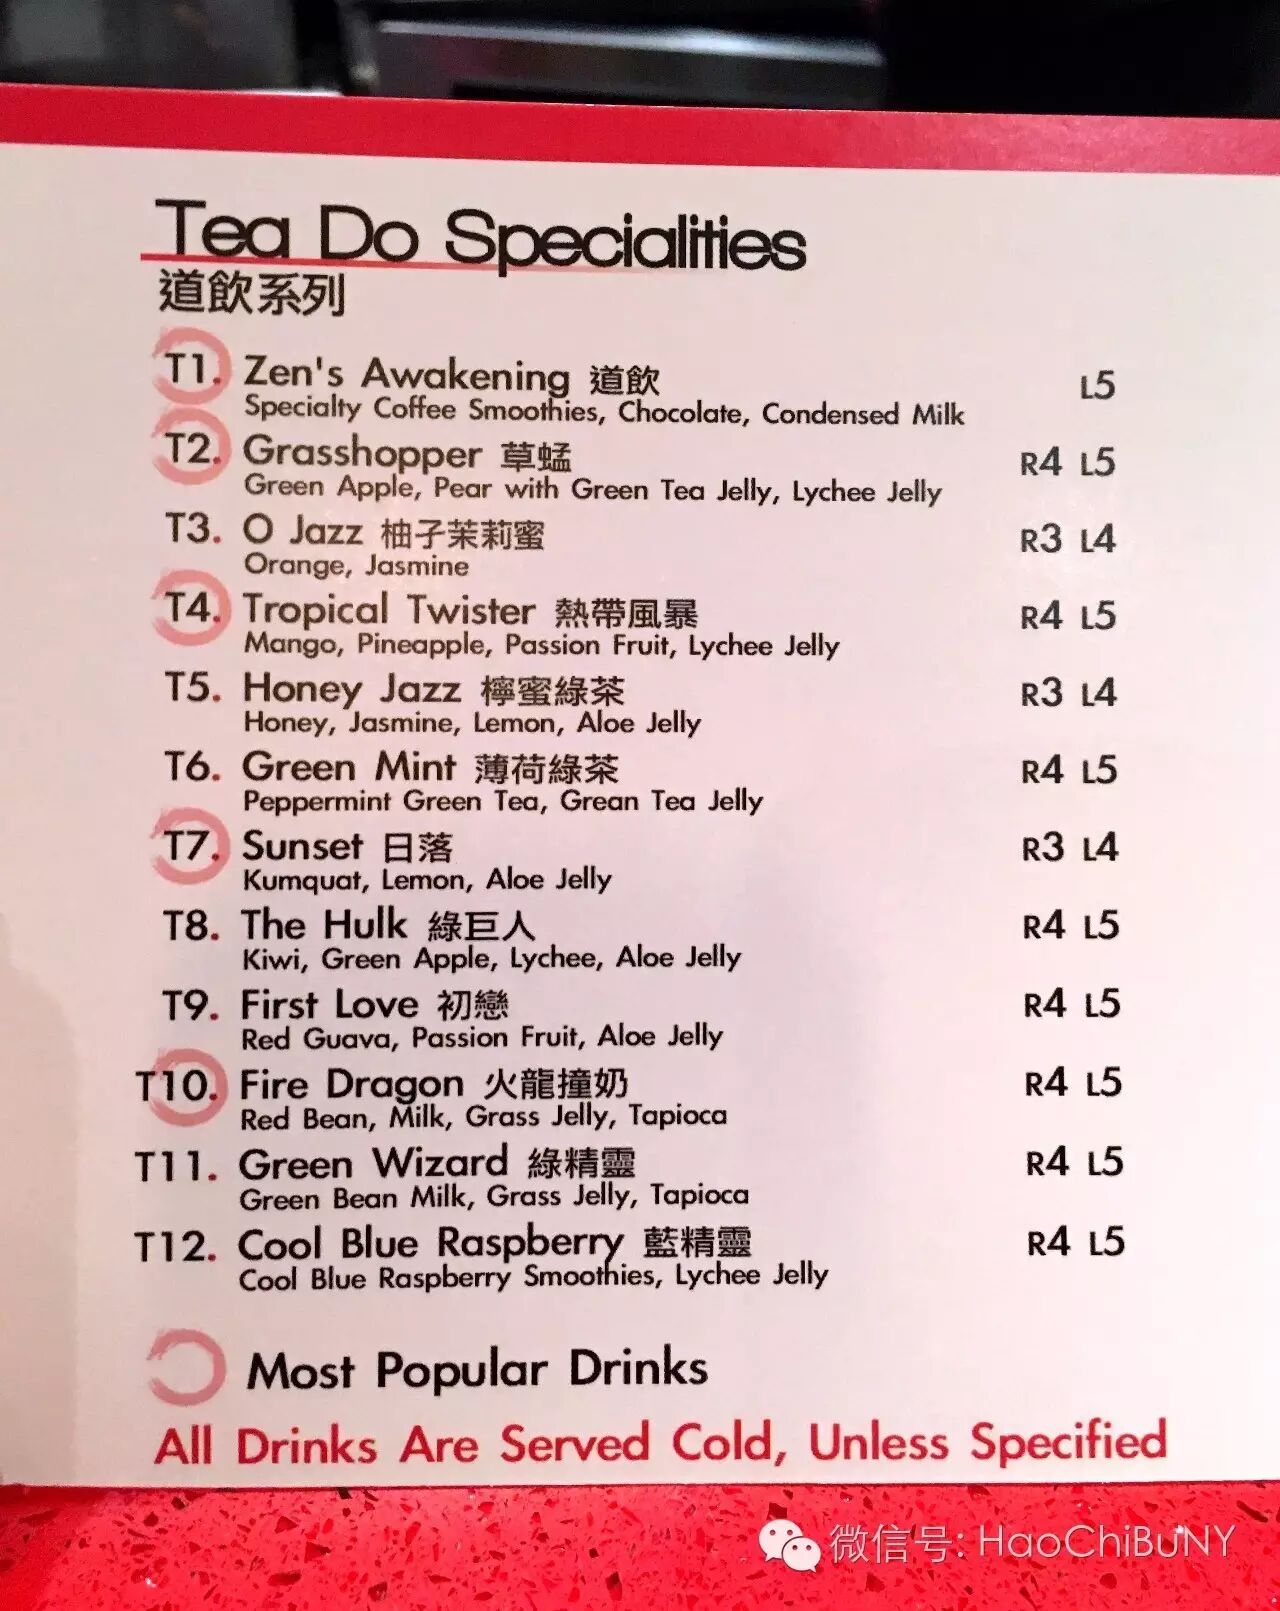 Tea Do Specialities
道飲系列
T1. Zen's Awakening 道飲 L5
Specialty Coffee Smoothies, Chocolate, Condensed Milk
T2. Grasshopper 草蜢 R4 L5
Green Apple, Pear with Green Tea Jelly, Lychee Jelly
T3. O Jazz 柚子茉莉蜜 R3 L4
Orange, Jasmine
T4. Tropical Twister 熱帶風暴 R4 L5
Mango, Pineapple, Passion Fruit, Lychee Jelly
T5. Honey Jazz 檸蜜綠茶 R3 L4
Honey, Jasmine, Lemon, Aloe Jelly
T6. Green Mint 薄荷綠茶 R4 L5
Peppermint Green Tea, Grean Tea Jelly
T7. Sunset 日落 R3 L4
Kumquat, Lemon, Aloe Jelly
T8. The Hulk 綠巨人 R4 L5
Kiwi, Green Apple, Lychee, Aloe Jelly
T9. First Love 初戀 R4 L5
Red Guava, Passion Fruit, Aloe Jelly
T10. Fire Dragon 火龍撞奶 R4 L5
Red Bean, Milk, Grass Jelly, Tapioca
T11. Green Wizard 綠精靈 R4 L5
Green Bean Milk, Grass Jelly, Tapioca
T12. Cool Blue Raspberry 藍精靈 R4 L5
Cool Blue Raspberry Smoothies, Lychee Jelly
Most Popular Drinks
All Drinks Are Served Cold, Unless Specified
微信号: HaoChiBuNY